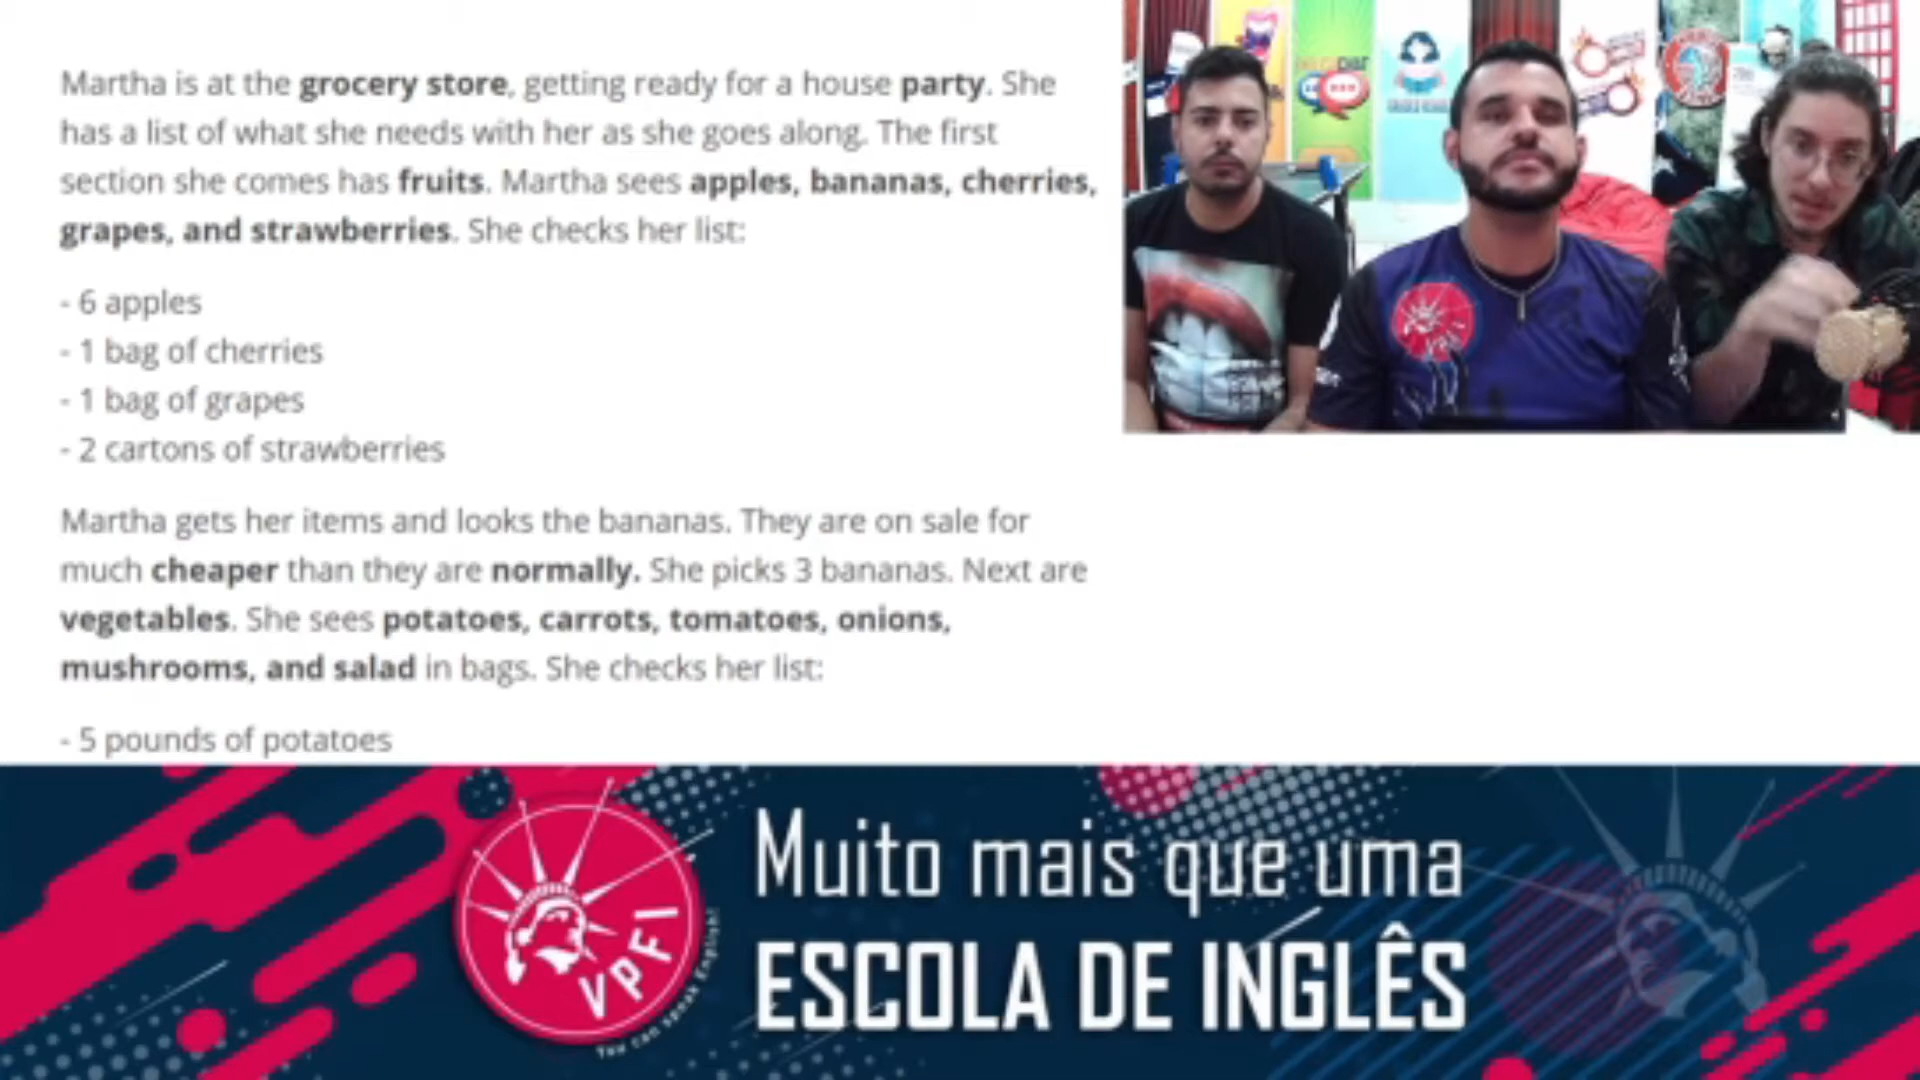 Martha is at the grocery store, getting ready for a house party. She
has a list of what she needs with her as she goes along. The first
section she comes has fruits. Martha sees apples, bananas, cherries,
grapes, and strawberries. She checks her list:
- 6 apples
- 1 bag of cherries
- 1 bag of grapes
- 2 cartons of strawberries
Martha gets her items and looks the bananas. They are on sale for
much cheaper than they are normally. She picks 3 bananas. Next are
vegetables. She sees potatoes, carrots, tomatoes, onions,
mushrooms, and salad in bags. She checks her list:
- 5 pounds of potatoes
VPFI
You can speak English!
Muito mais que uma
ESCOLA DE INGLÊS